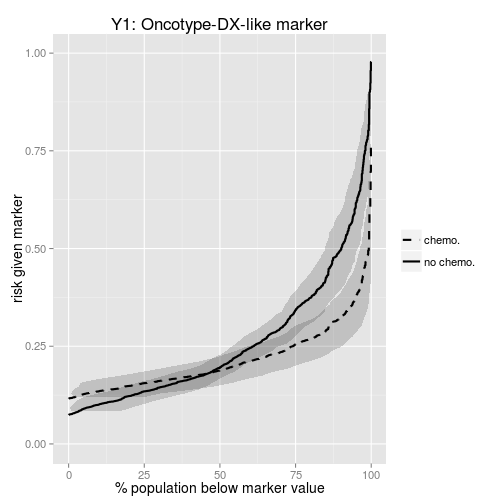 Y1: Oncotype-DX-like marker
1.00
0.75
0.50
0.25
0.00
risk given marker
0 25 50 75 100
% population below marker value
chemo.
no chemo.